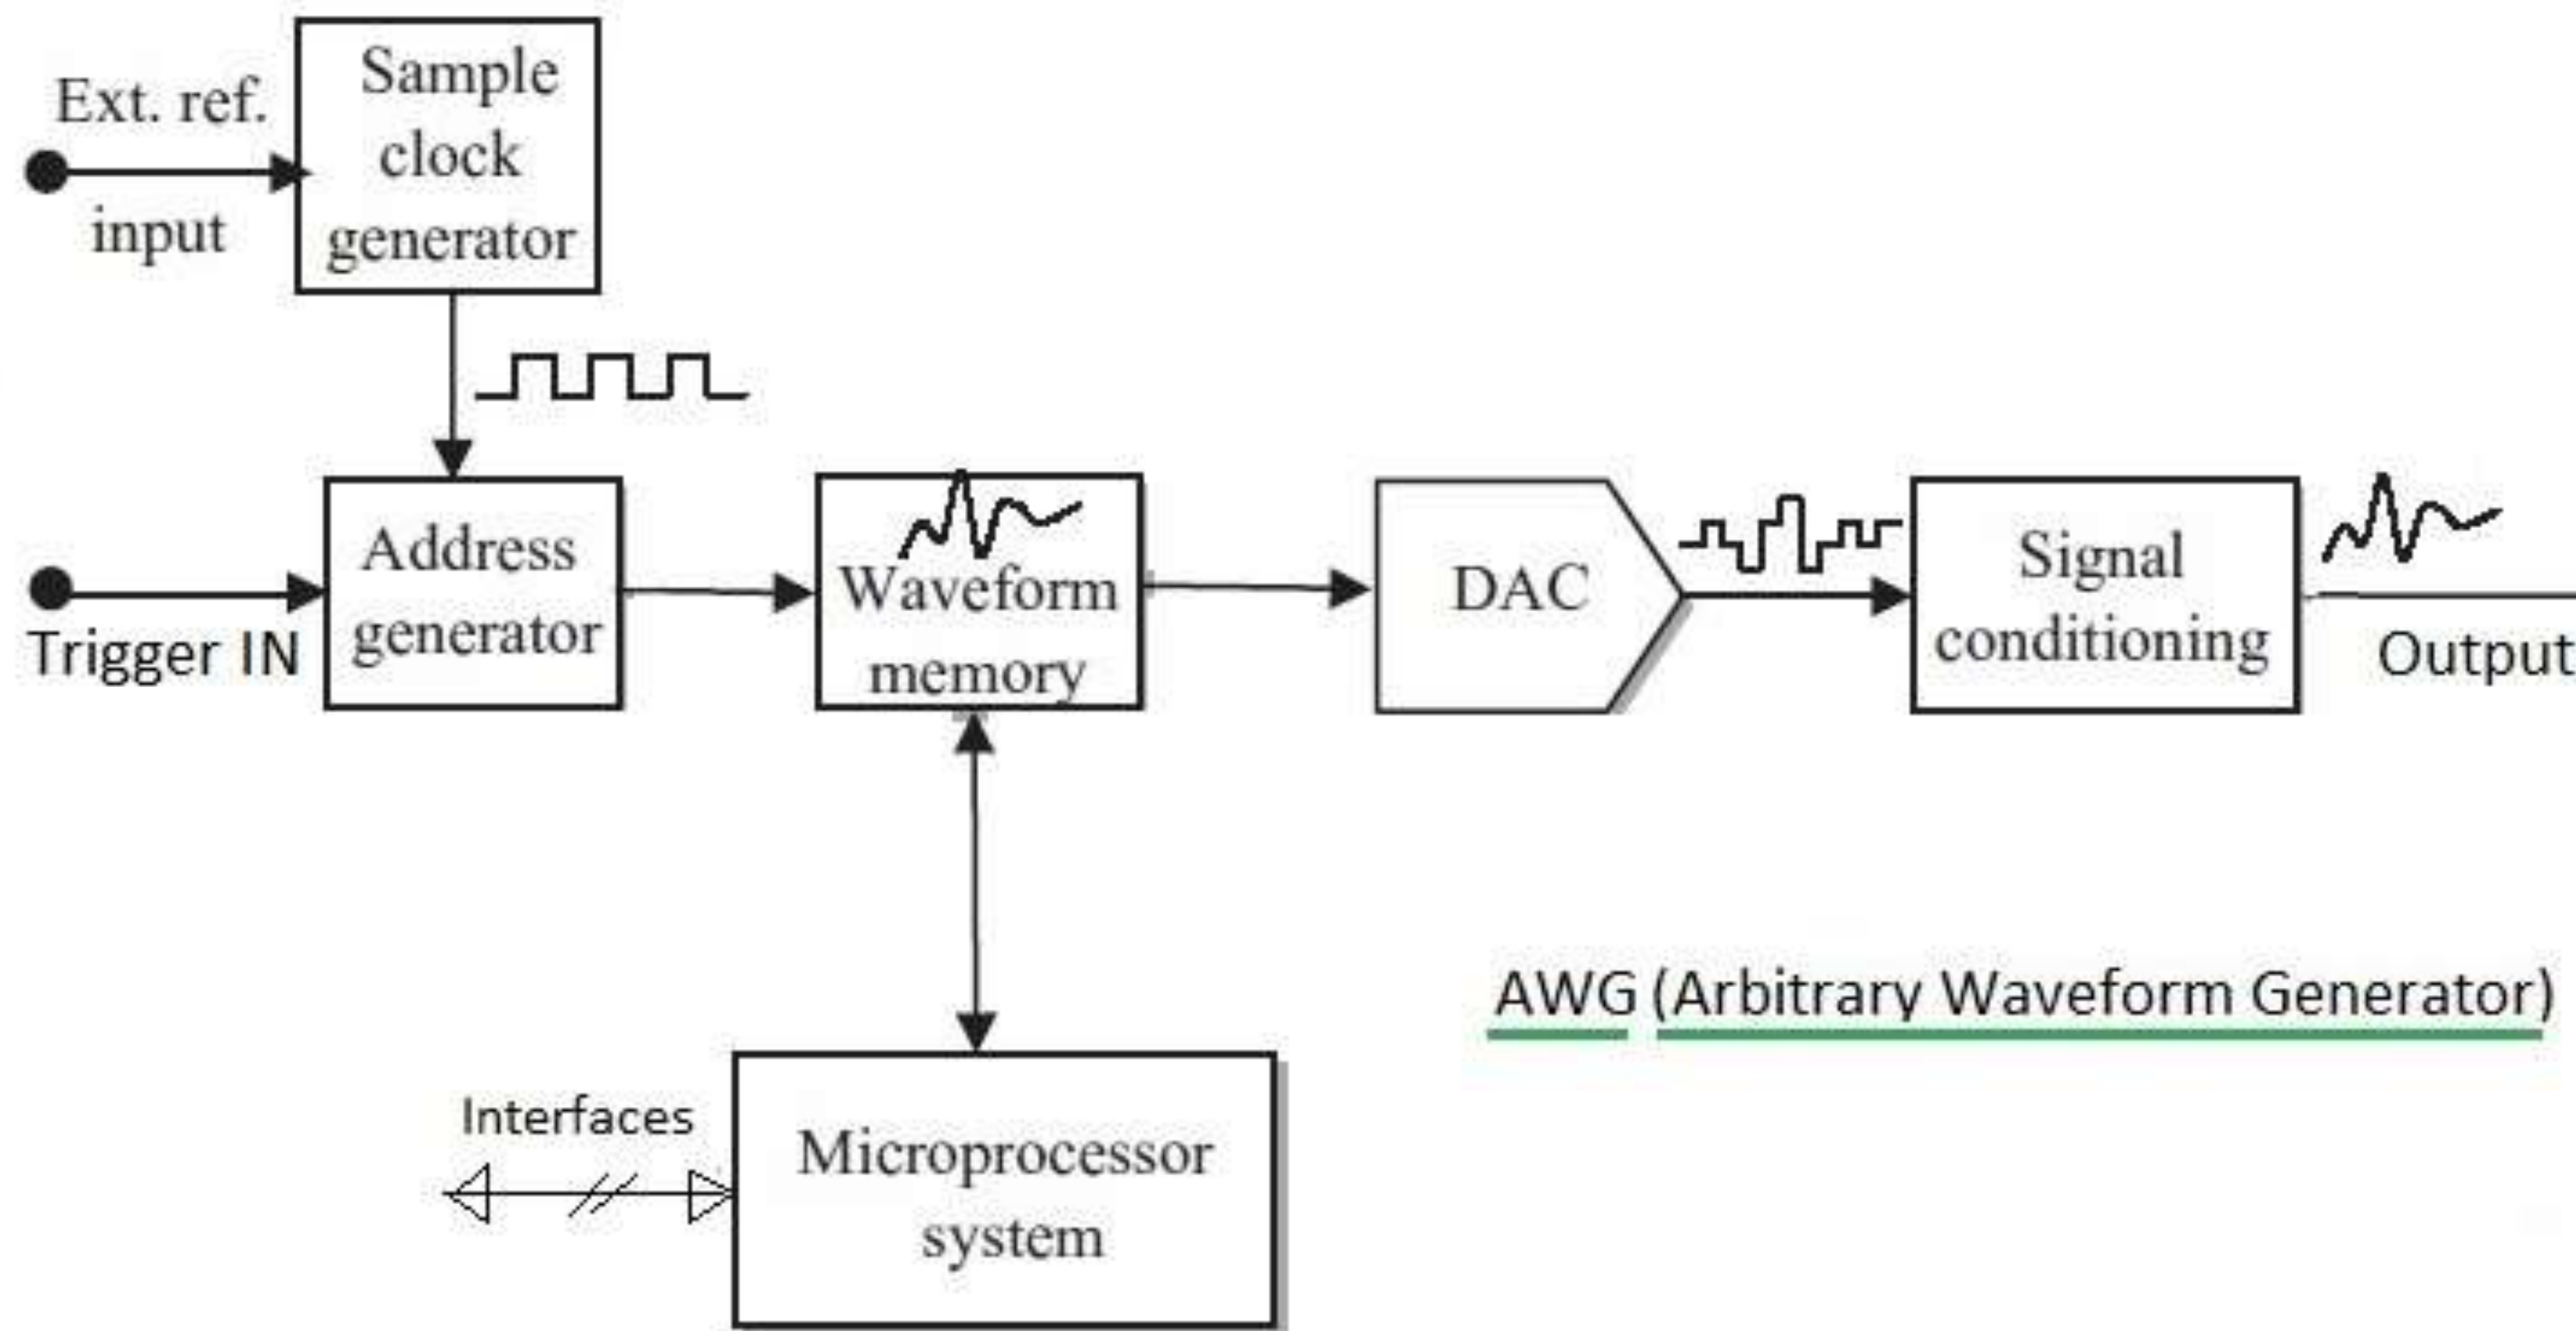 Ext. ref.
input
Sample
clock
generator
Trigger IN
Address
generator
Waveform
memory
DAC
Signal
conditioning
Output
AWG (Arbitrary Waveform Generator)
Interfaces
Microprocessor
system